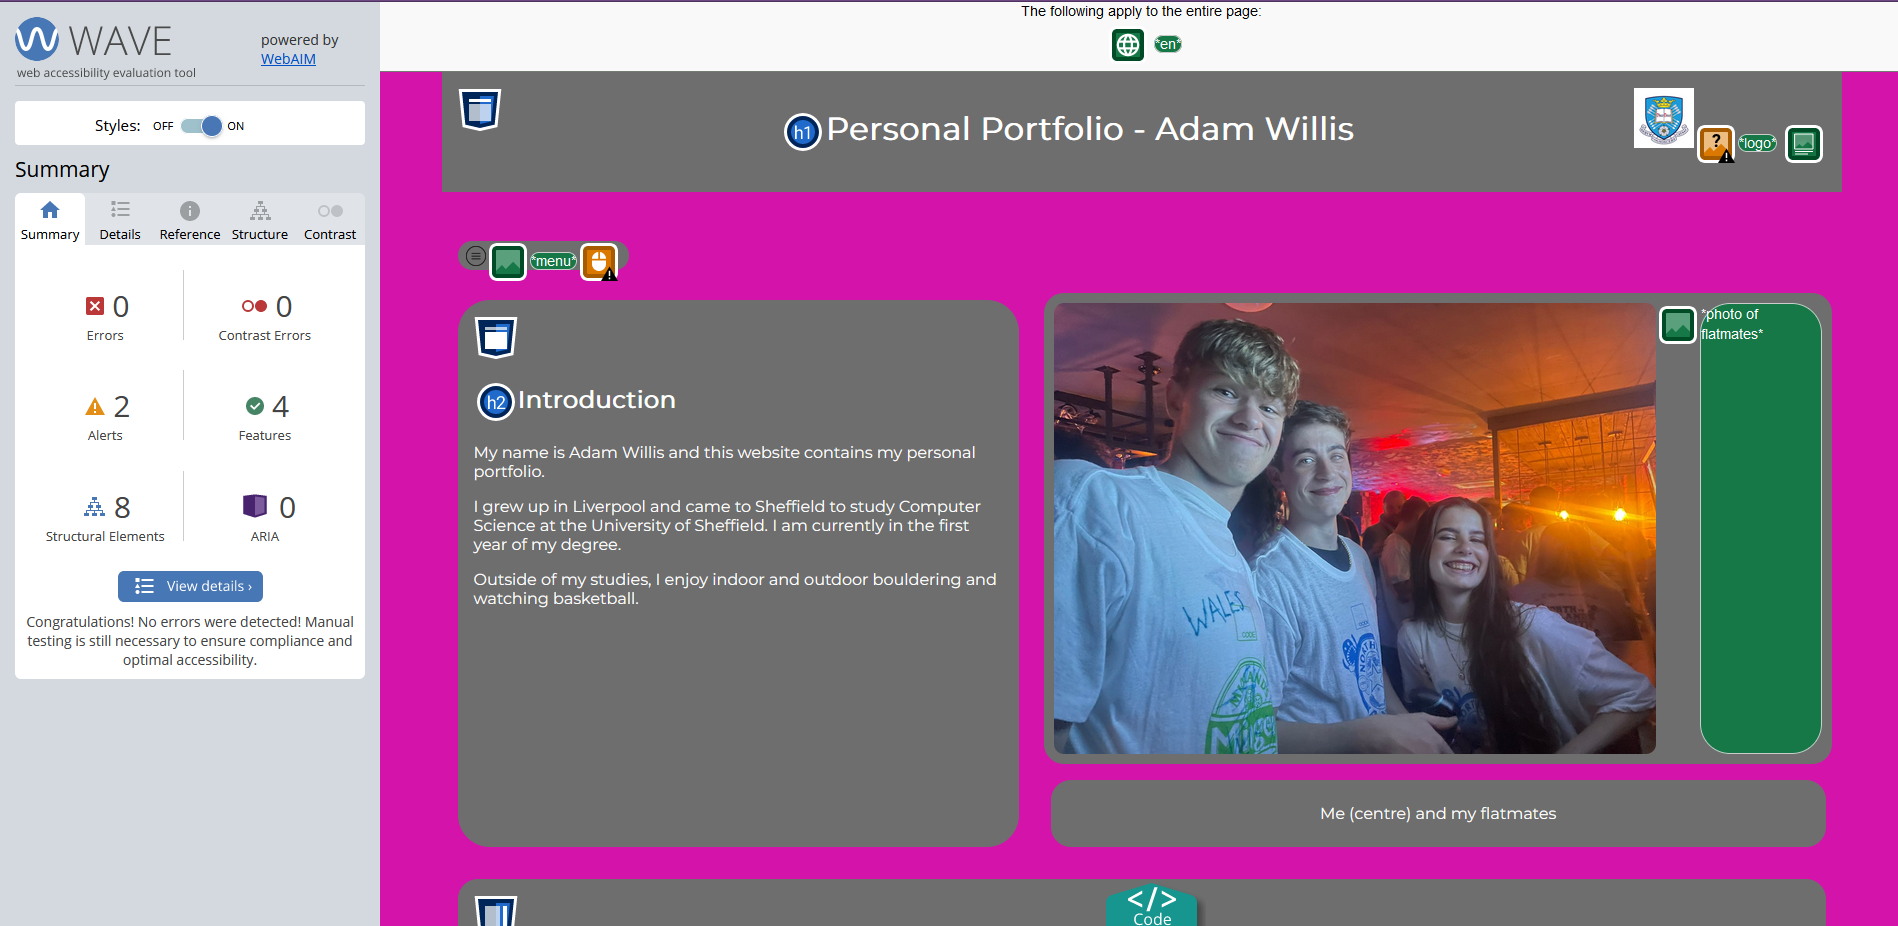 WAVE
web accessibility evaluation tool
powered by
WebAIM
Styles: OFF ON
Summary
Summary Details Reference Structure Contrast
0
Errors
0
Contrast Errors
2
Alerts
4
Features
8
Structural Elements
0
ARIA
View details ›
Congratulations! No errors were detected! Manual
testing is still necessary to ensure compliance and
optimal accessibility.
The following apply to the entire page:
*en*
h1 Personal Portfolio - Adam Willis
*logo*
*menu*
h2 Introduction
My name is Adam Willis and this website contains my personal
portfolio.
I grew up in Liverpool and came to Sheffield to study Computer
Science at the University of Sheffield. I am currently in the first
year of my degree.
Outside of my studies, I enjoy indoor and outdoor bouldering and
watching basketball.
WALES
CODE
*photo of
flatmates*
Me (centre) and my flatmates
</>
Code